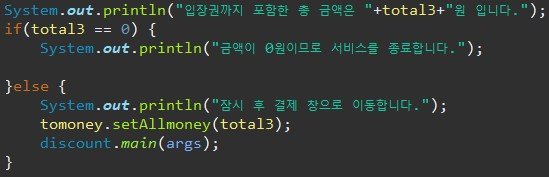 System.out.println("입장권까지 포함한 총 금액은 "+total3+"원 입니다.");
if(total3 == 0) {
System.out.println("금액이 0원이므로 서비스를 종료합니다.");
}else {
System.out.println("잠시 후 결제 창으로 이동합니다.");
tomoney.setAllmoney(total3);
discount.main(args);
}